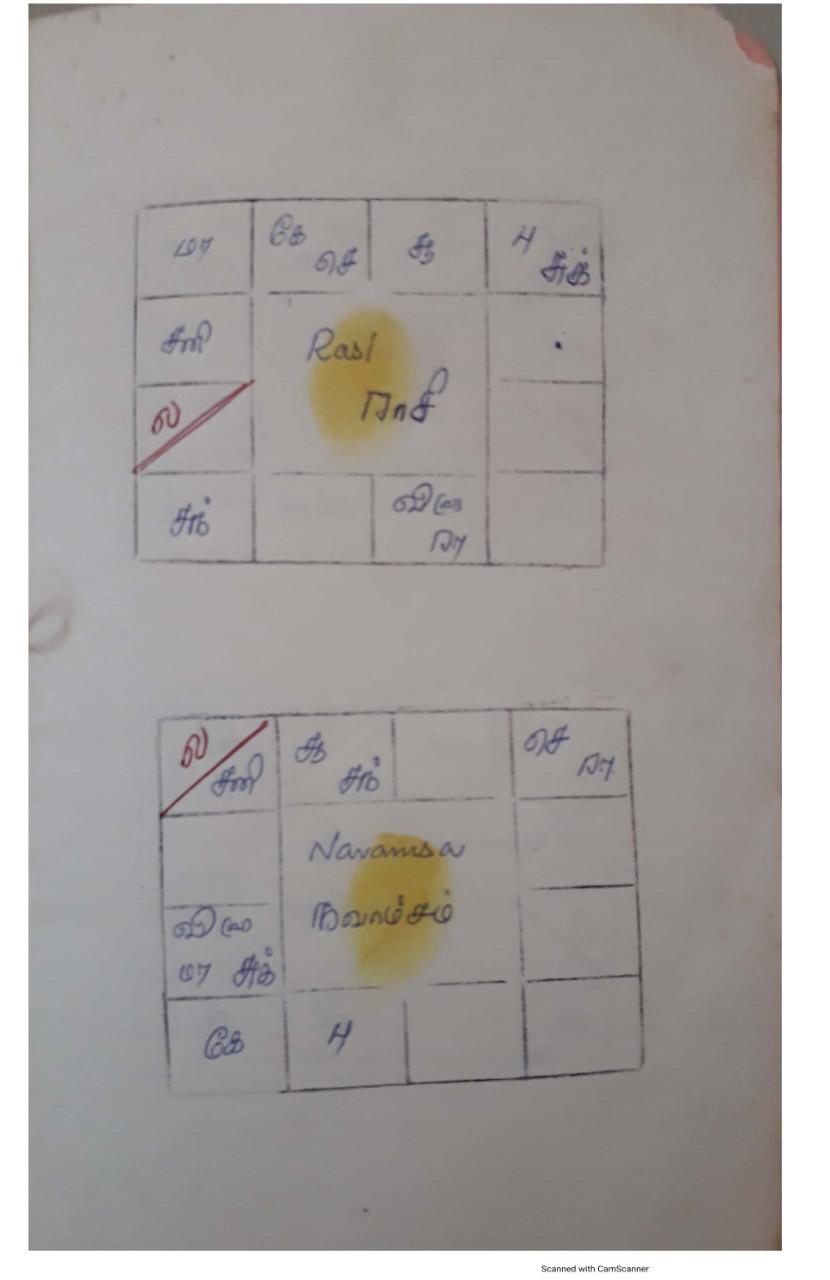 மா
கே
செ
சூ
பு
சுக்
சனி
Rasi
ராசி
ல
சந்
வியா
ரா
ல
சனி
சூ
சந்
செ
ரா
Navamsa
நவாம்சம்
வியா
மா சுக்
கே
பு
Scanned with CamScanner